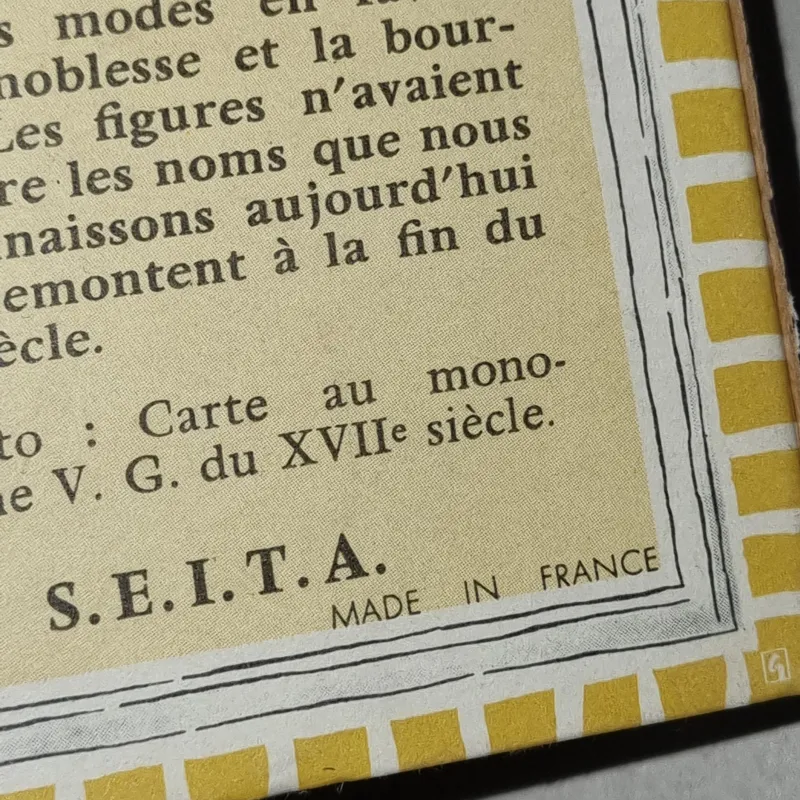 s modes en
noblesse et la bour-
Les figures n'avaient
re les noms que nous
naissons aujourd'hui
emontent à la fin du
ècle.
to : Carte au mono-
me V. G. du XVIIe siècle.
S.E.I.T.A.
MADE IN FRANCE